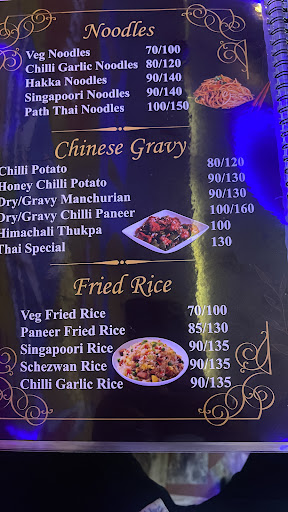 Noodles
Veg Noodles 70/100
Chilli Garlic Noodles 80/120
Hakka Noodles 90/140
Singapoori Noodles 90/140
Path Thai Noodles 100/150
Chinese Gravy
Chilli Potato 80/120
Honey Chilli Potato 90/130
Dry/Gravy Manchurian 90/130
Dry/Gravy Chilli Paneer 100/160
Himachali Thukpa 100
Thai Special 130
Fried Rice
Veg Fried Rice 70/100
Paneer Fried Rice 85/130
Singapoori Rice 90/135
Schezwan Rice 90/135
Chilli Garlic Rice 90/135